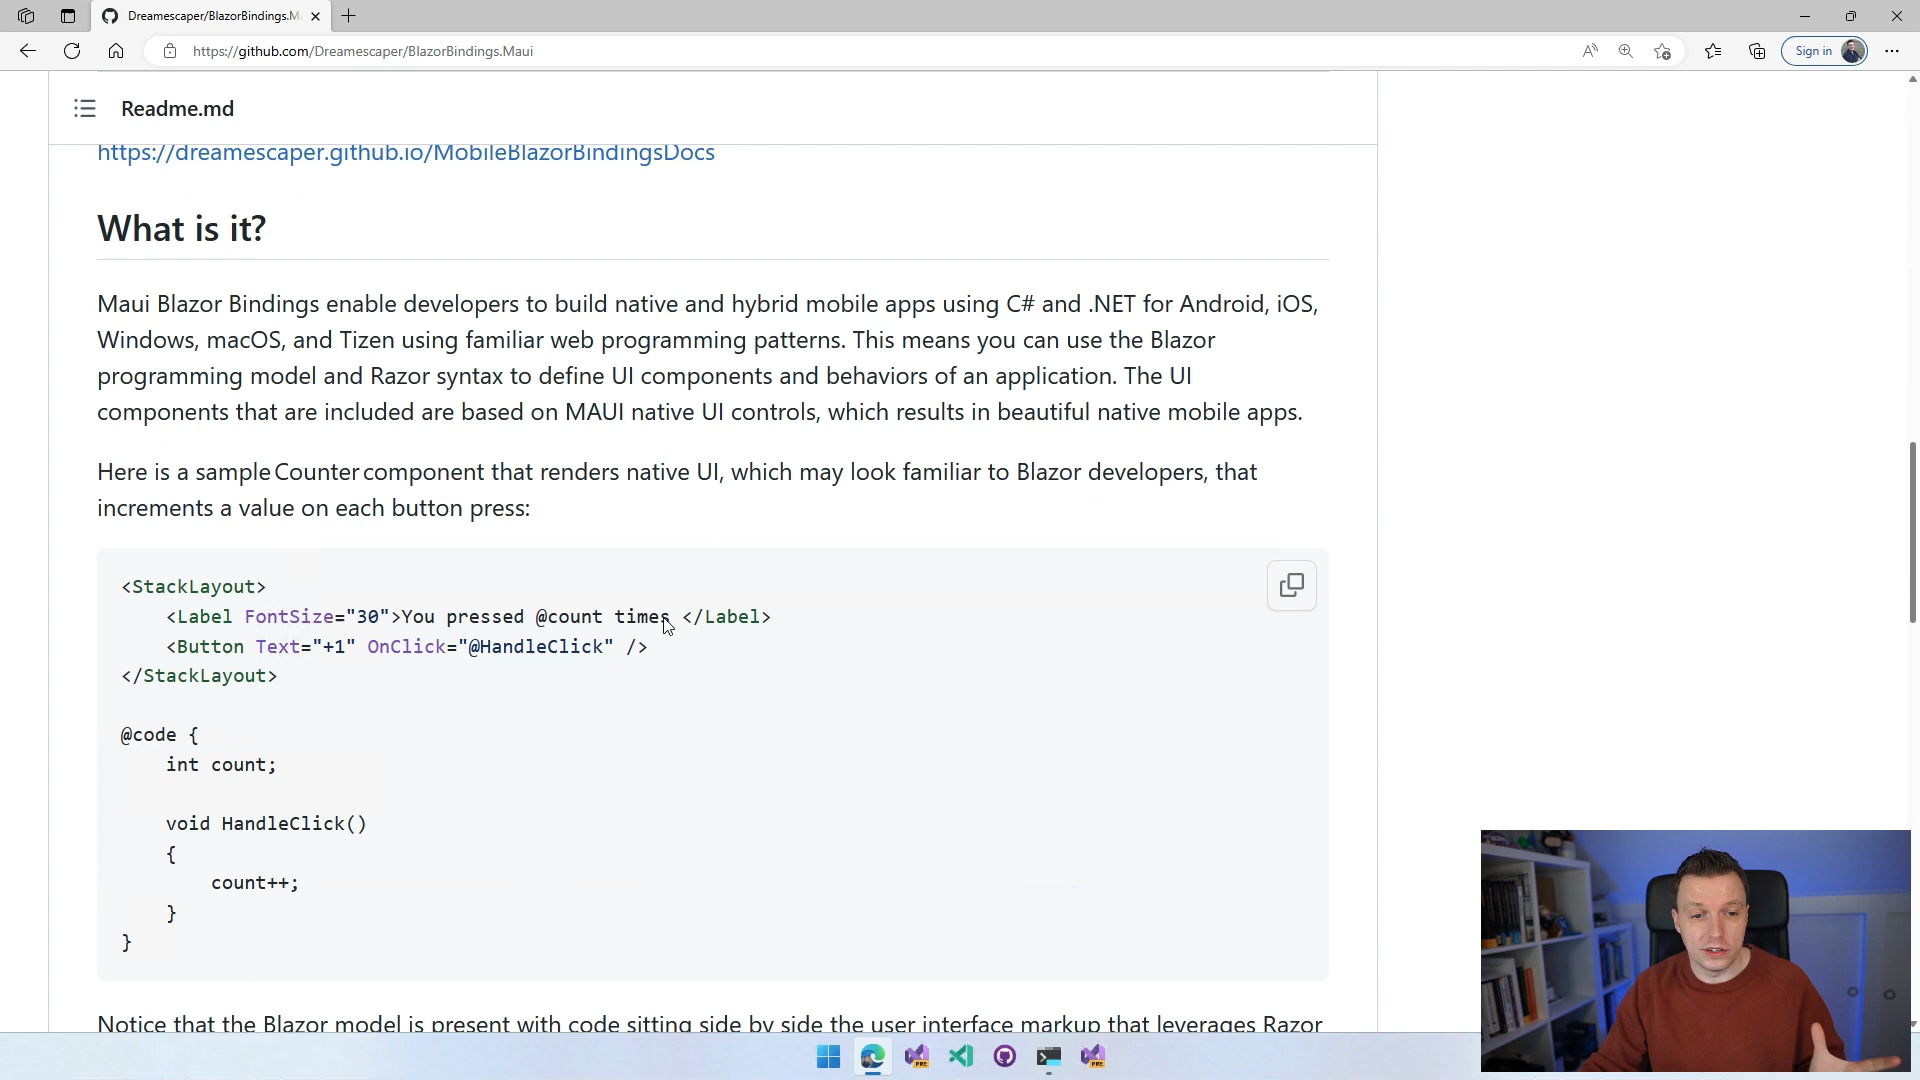 Dreamescaper/BlazorBindings.M
https://github.com/Dreamescaper/BlazorBindings.Maui
Sign in
Readme.md
https://dreamescaper.github.io/MobileBlazorBindingsDocs
What is it?
Maui Blazor Bindings enable developers to build native and hybrid mobile apps using C# and .NET for Android, iOS,
Windows, macOS, and Tizen using familiar web programming patterns. This means you can use the Blazor
programming model and Razor syntax to define UI components and behaviors of an application. The UI
components that are included are based on MAUI native UI controls, which results in beautiful native mobile apps.
Here is a sample Counter component that renders native UI, which may look familiar to Blazor developers, that
increments a value on each button press:
<StackLayout>
    <Label FontSize="30">You pressed @count times </Label>
    <Button Text="+1" OnClick="@HandleClick" />
</StackLayout>
@code {
    int count;
    void HandleClick()
    {
        count++;
    }
}
Notice that the Blazor model is present with code sitting side by side the user interface markup that leverages Razor
PRE
PRE